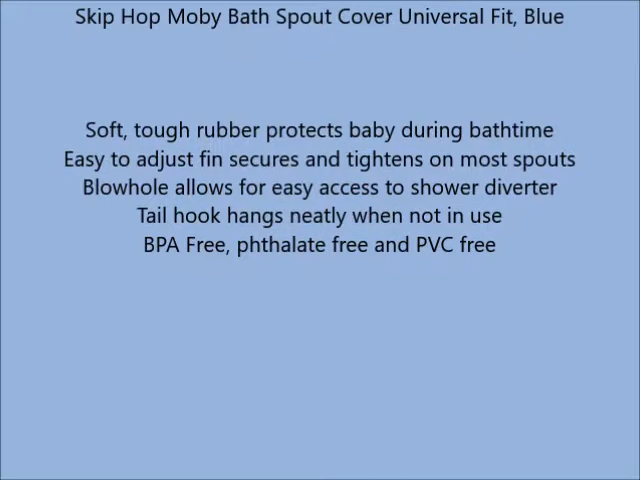 Skip Hop Moby Bath Spout Cover Universal Fit, Blue
Soft, tough rubber protects baby during bathtime
Easy to adjust fin secures and tightens on most spouts
Blowhole allows for easy access to shower diverter
Tail hook hangs neatly when not in use
BPA Free, phthalate free and PVC free